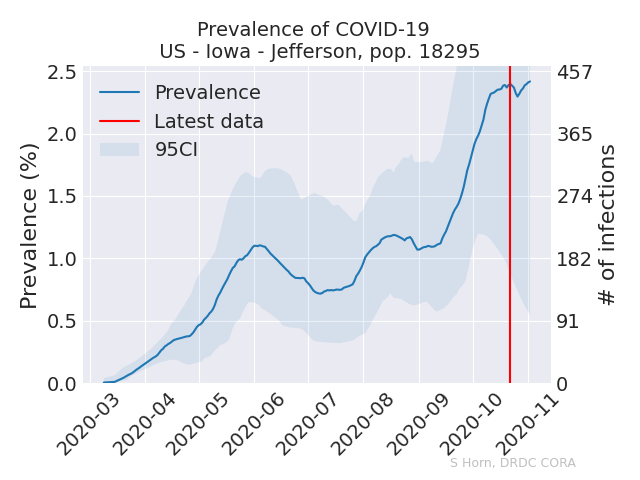 Prevalence of COVID-19
US - Iowa - Jefferson, pop. 18295
Prevalence
Latest data
95CI
Prevalence (%)
2.5
2.0
1.5
1.0
0.5
0.0
457
365
274
182
91
0
# of infections
2020-03
2020-04
2020-05
2020-06
2020-07
2020-08
2020-09
2020-10
2020-11
S Horn, DRDC CORA